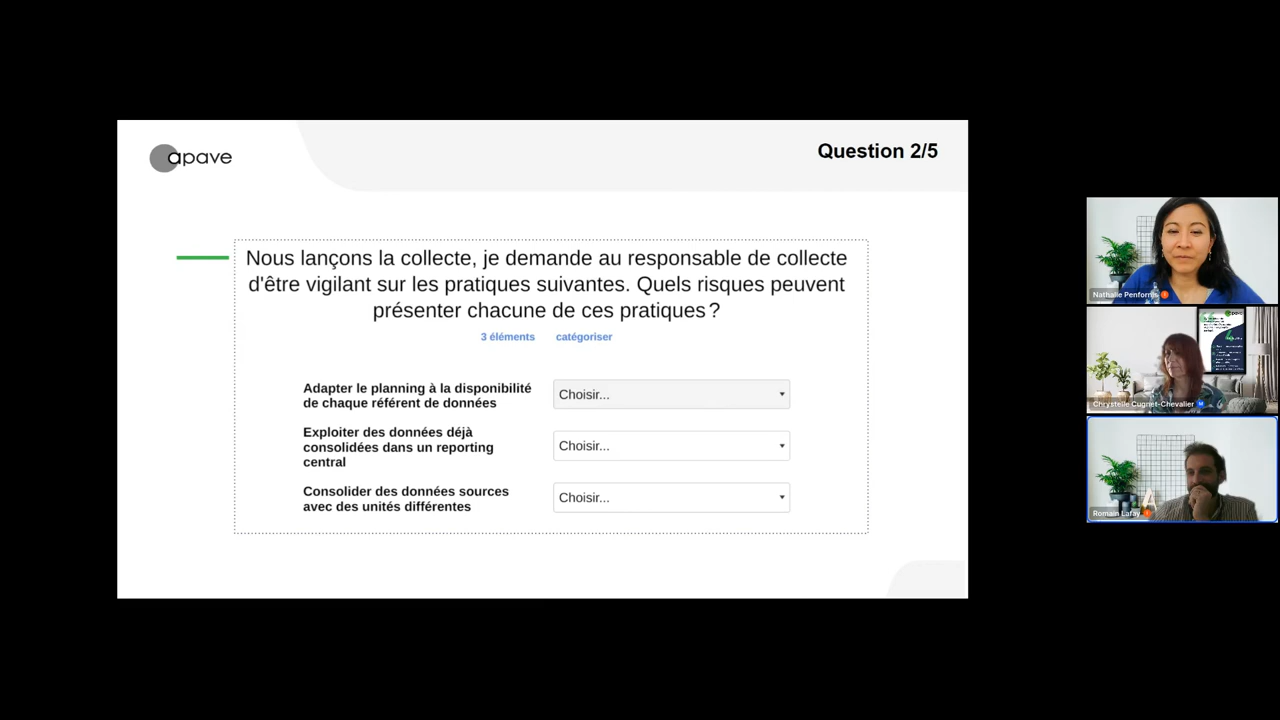 apave
Question 2/5
Nous lançons la collecte, je demande au responsable de collecte
d'être vigilant sur les pratiques suivantes. Quels risques peuvent
présenter chacune de ces pratiques ?
3 éléments catégoriser
Adapter le planning à la disponibilité
de chaque référent de données
Choisir...
Exploiter des données déjà
consolidées dans un reporting
central
Choisir...
Consolider des données sources
avec des unités différentes
Choisir...
Nathalie Penforn
apave
Chrystelle Cugnet-Chevalier
Romain Lafay